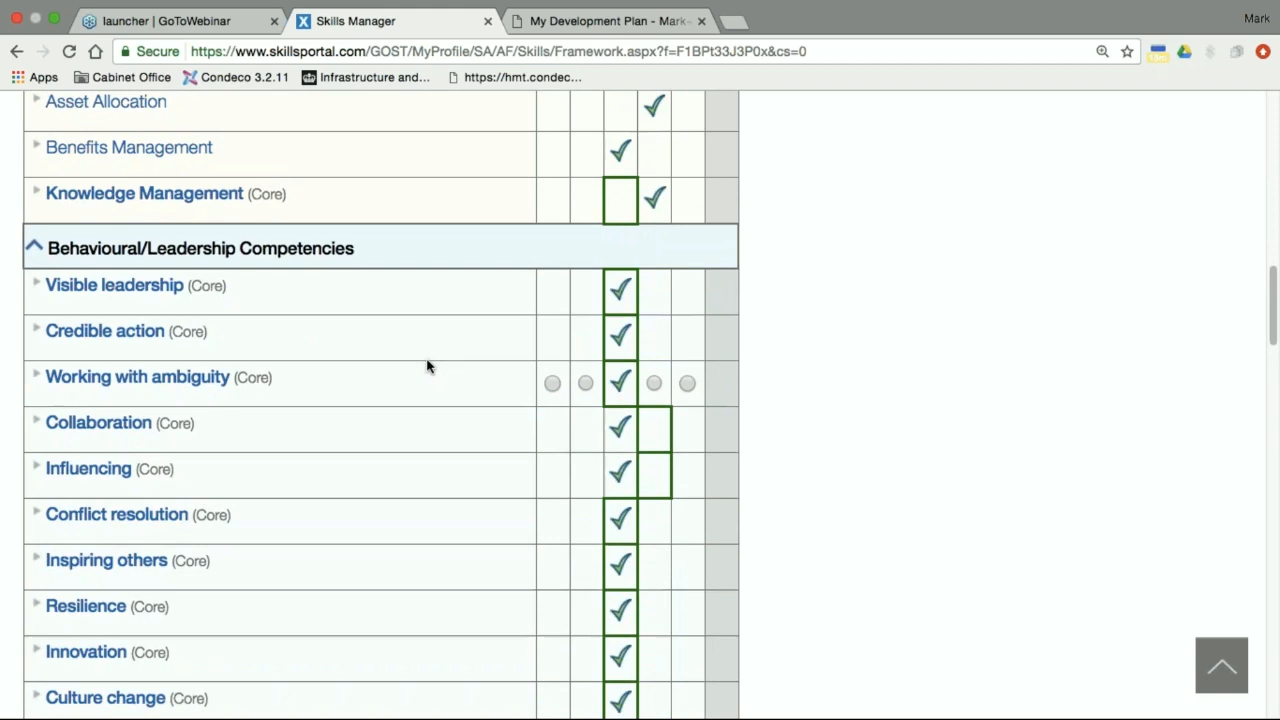 launcher | GoToWebinar
Skills Manager
My Development Plan - Mark
Mark
Secure https://www.skillsportal.com/GOST/MyProfile/SA/AF/Skills/Framework.aspx?f=F1BPt33J3P0x&cs=0
Apps Cabinet Office Condeco 3.2.11 Infrastructure and... https://hmt.condec...
Asset Allocation
Benefits Management
Knowledge Management (Core)
Behavioural/Leadership Competencies
Visible leadership (Core)
Credible action (Core)
Working with ambiguity (Core)
Collaboration (Core)
Influencing (Core)
Conflict resolution (Core)
Inspiring others (Core)
Resilience (Core)
Innovation (Core)
Culture change (Core)